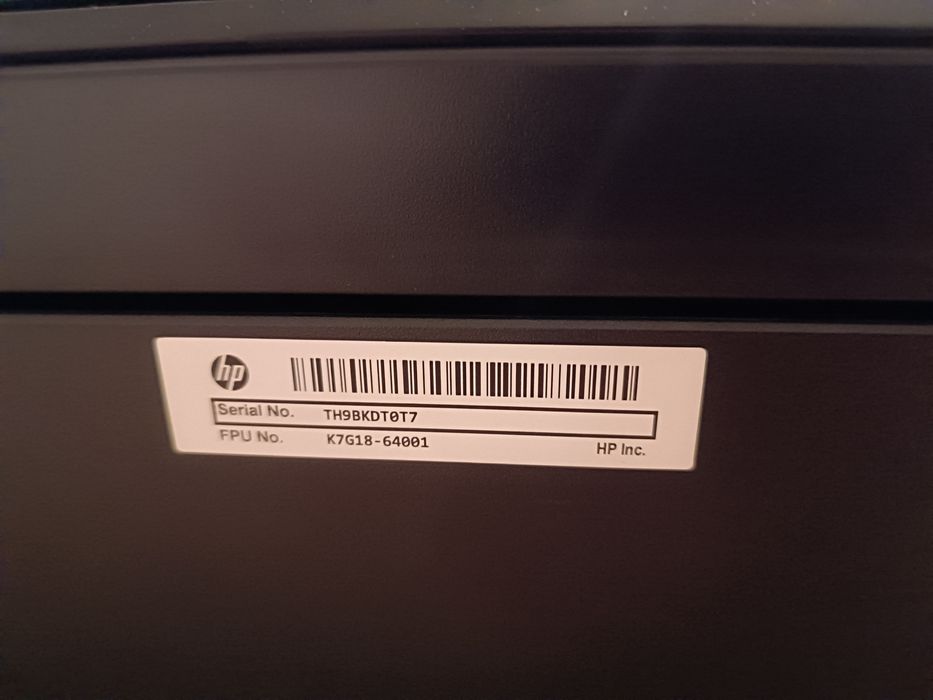 hp
Serial No. TH9BKDT0T7
FPU No. K7G18-64001
HP Inc.